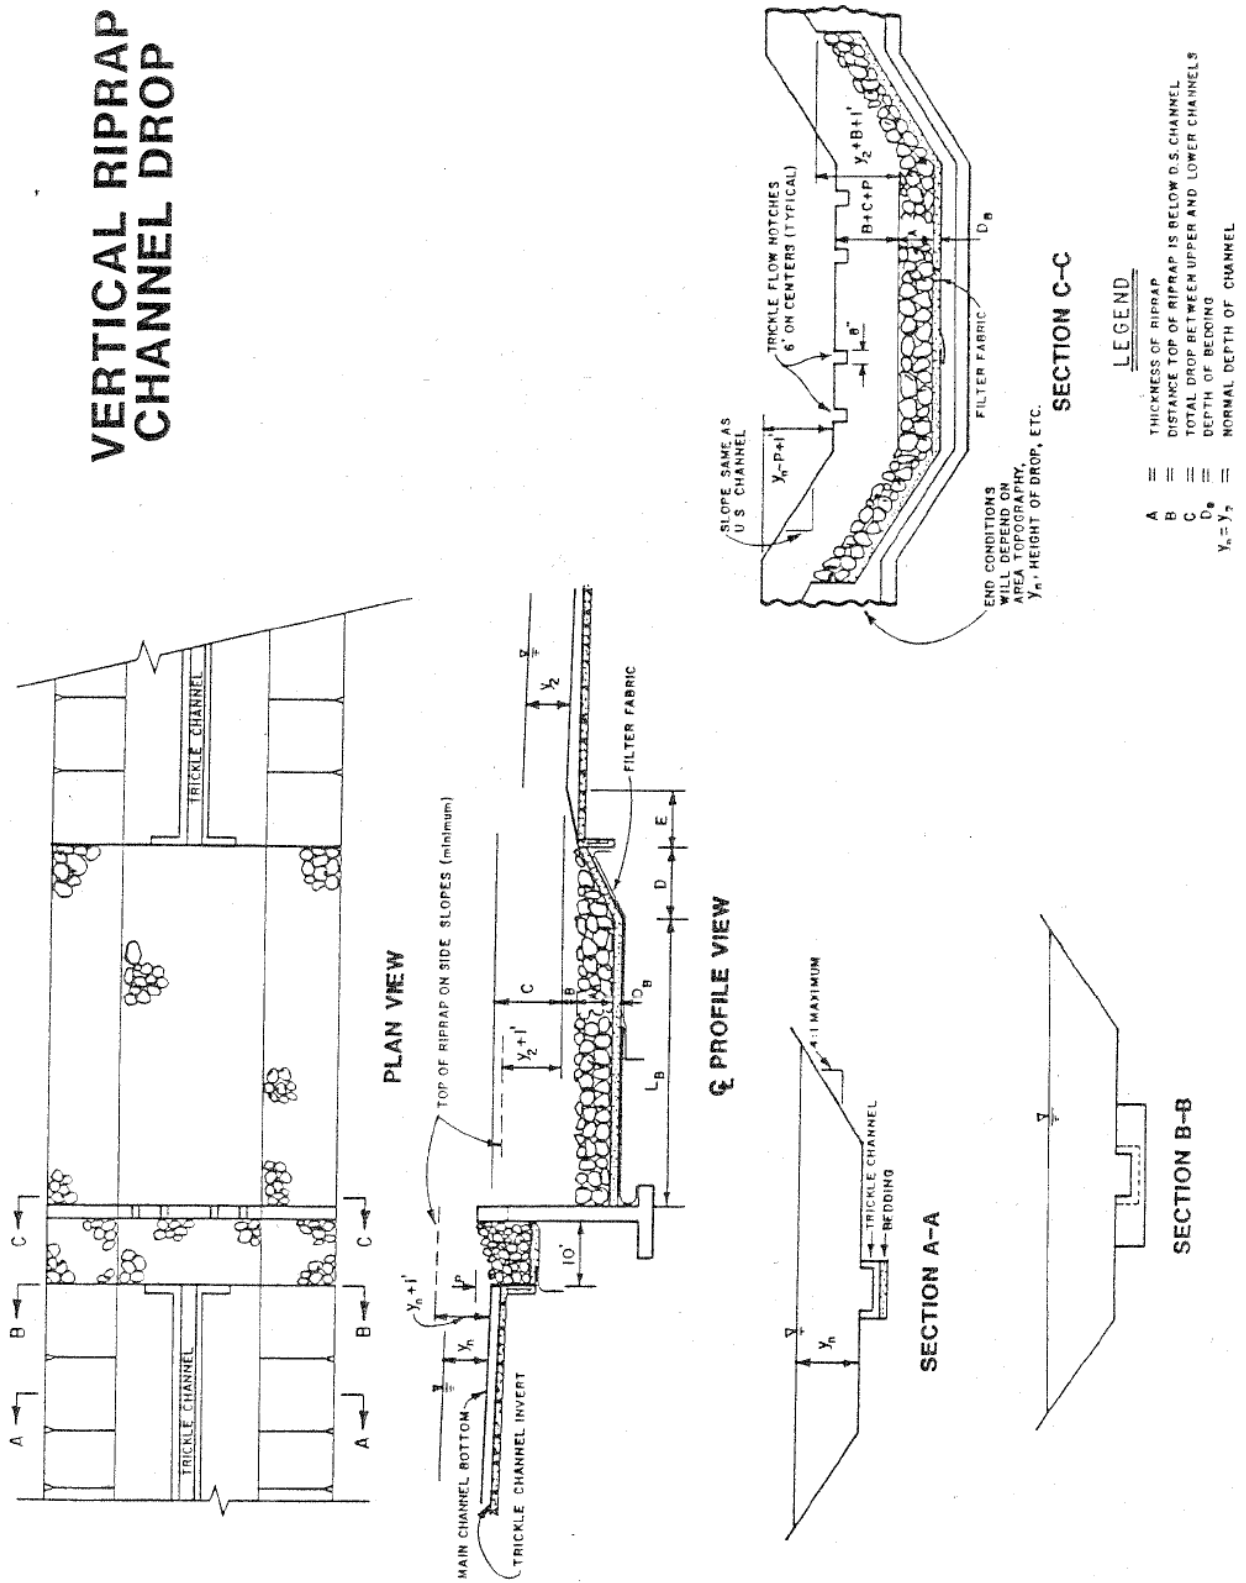 VERTICAL RIPRAP
CHANNEL DROP
A
B
C
TRICKLE CHANNEL
TRICKLE CHANNEL
A
B
C
PLAN VIEW
TOP OF RIPRAP ON SIDE SLOPES (minimum)
MAIN CHANNEL BOTTOM
TRICKLE CHANNEL INVERT
yn
yn+1'
P
10'
y2+1'
C
B
A
DB
LB
D
E
y2
FILTER FABRIC
℄ PROFILE VIEW
yn
4:1 MAXIMUM
TRICKLE CHANNEL
BEDDING
SECTION A-A
SECTION B-B
SLOPE SAME AS
U S CHANNEL
yn-P+1'
TRICKLE FLOW NOTCHES
6' ON CENTERS (TYPICAL)
8"
B+C+P
y2+B+1'
A
DB
FILTER FABRIC
END CONDITIONS
WILL DEPEND ON
AREA TOPOGRAPHY,
yn, HEIGHT OF DROP, ETC.
SECTION C-C
LEGEND
A = THICKNESS OF RIPRAP
B = DISTANCE TOP OF RIPRAP IS BELOW D.S. CHANNEL
C = TOTAL DROP BETWEEN UPPER AND LOWER CHANNELS
DB = DEPTH OF BEDDING
yn=y2 = NORMAL DEPTH OF CHANNEL